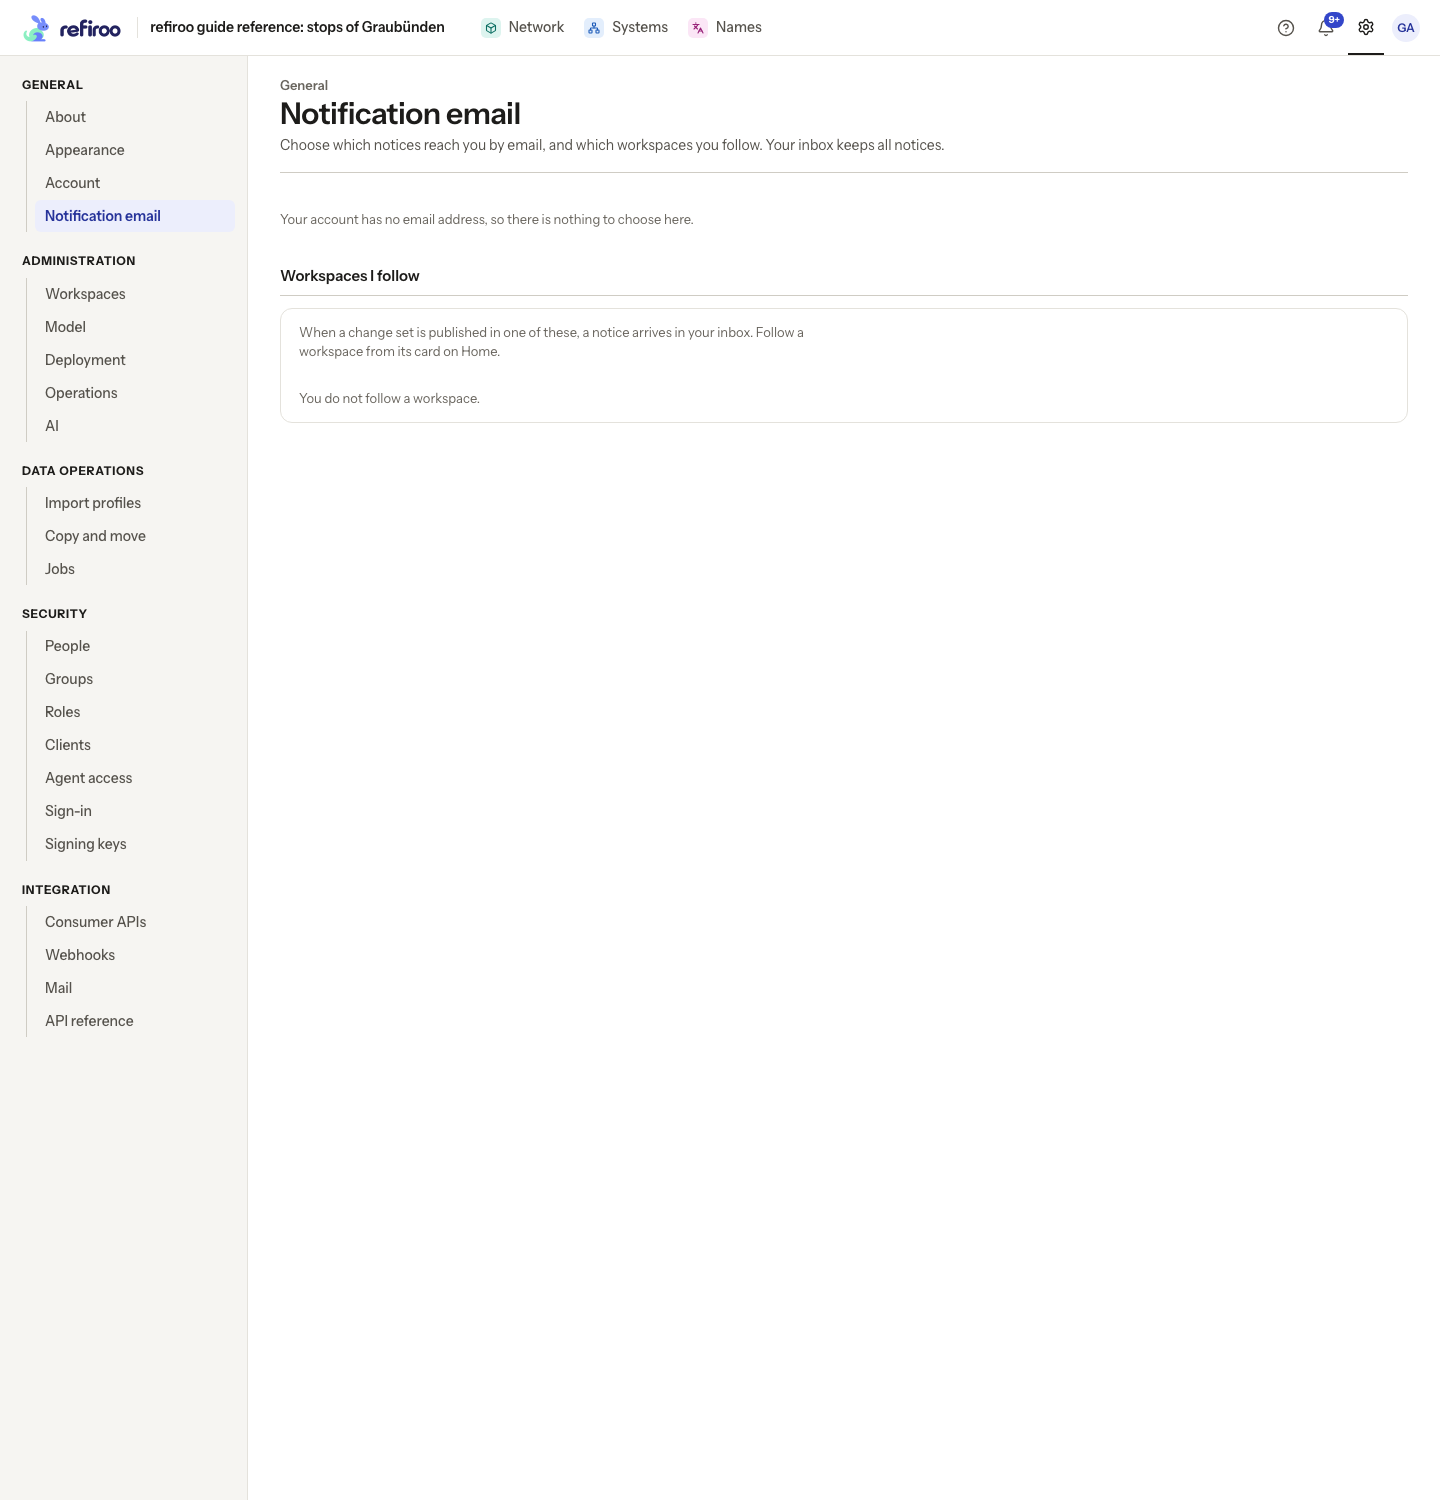 refiroo
refiroo guide reference: stops of Graubünden
Network
Systems
Names
9+
GA
GENERAL
About
Appearance
Account
Notification email
ADMINISTRATION
Workspaces
Model
Deployment
Operations
AI
DATA OPERATIONS
Import profiles
Copy and move
Jobs
SECURITY
People
Groups
Roles
Clients
Agent access
Sign-in
Signing keys
INTEGRATION
Consumer APIs
Webhooks
Mail
API reference
General
Notification email
Choose which notices reach you by email, and which workspaces you follow. Your inbox keeps all notices.
Your account has no email address, so there is nothing to choose here.
Workspaces I follow
When a change set is published in one of these, a notice arrives in your inbox. Follow a
workspace from its card on Home.
You do not follow a workspace.